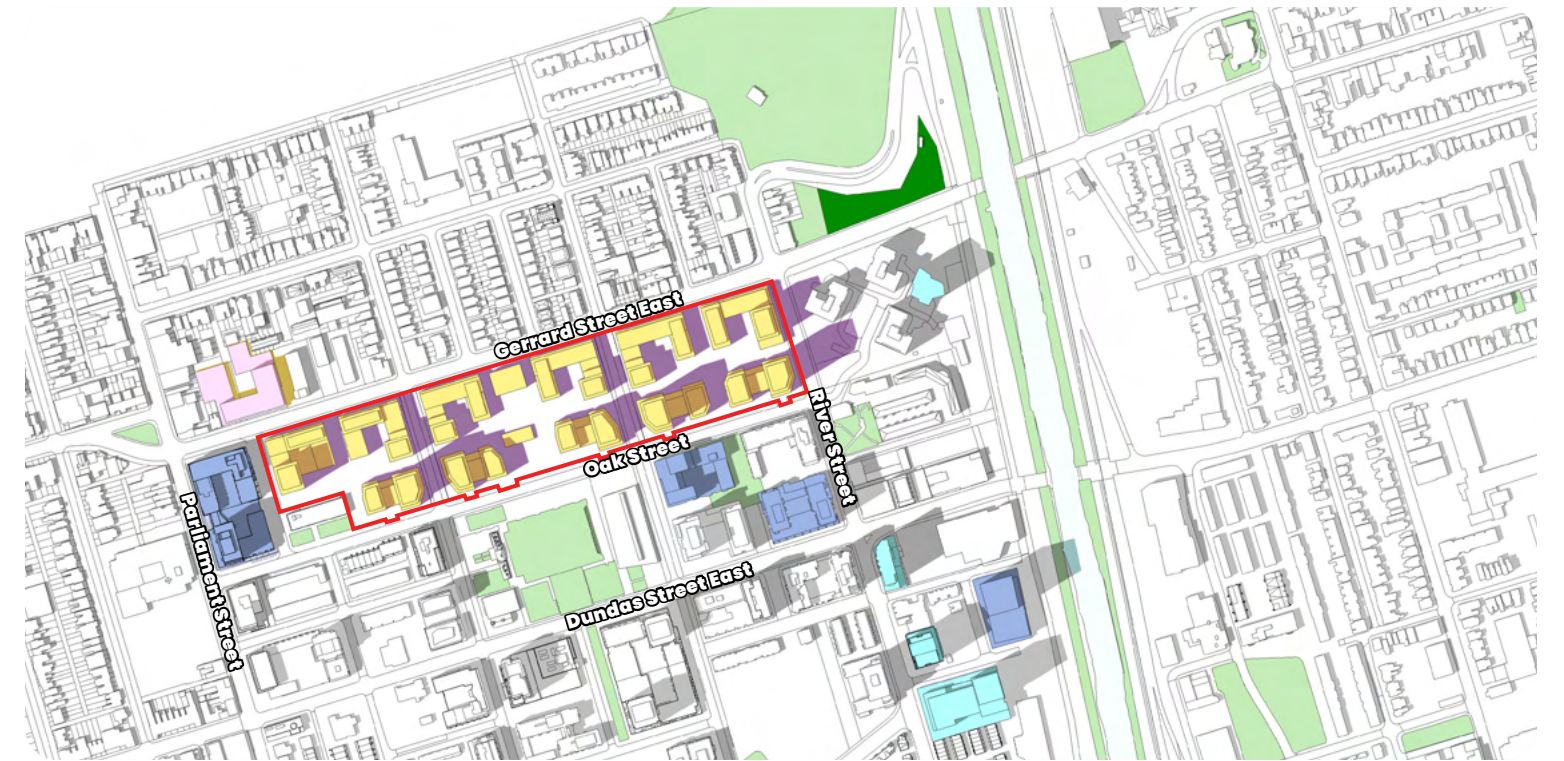 Gerrard Street East
Oak Street
River Street
Parliament Street
Dundas Street East